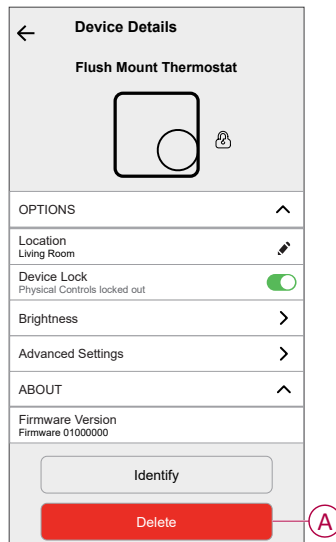 Device Details
Flush Mount Thermostat
OPTIONS
Location
Living Room
Device Lock
Physical Controls locked out
Brightness
Advanced Settings
ABOUT
Firmware Version
Firmware 01000000
Identify
Delete
A